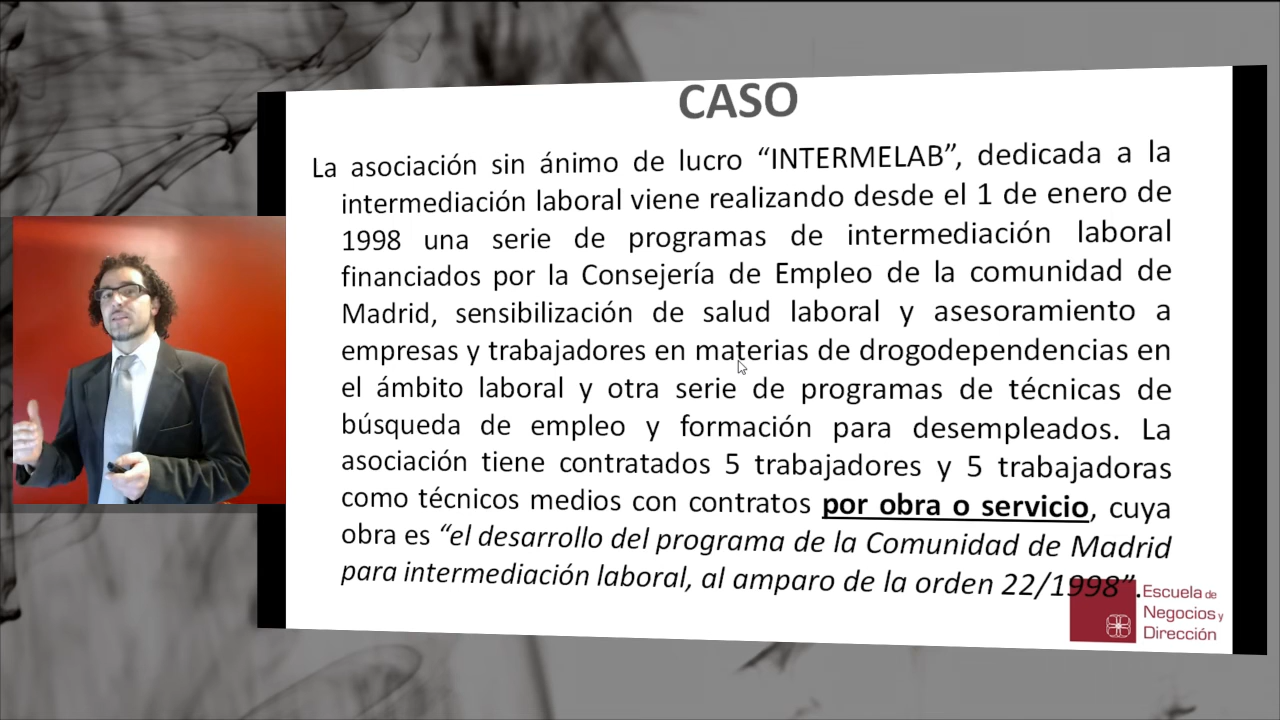 CASO
La asociación sin ánimo de lucro “INTERMELAB”, dedicada a la
intermediación laboral viene realizando desde el 1 de enero de
1998 una serie de programas de intermediación laboral
financiados por la Consejería de Empleo de la comunidad de
Madrid, sensibilización de salud laboral y asesoramiento a
empresas y trabajadores en materias de drogodependencias en
el ámbito laboral y otra serie de programas de técnicas de
búsqueda de empleo y formación para desempleados. La
asociación tiene contratados 5 trabajadores y 5 trabajadoras
como técnicos medios con contratos por obra o servicio, cuya
obra es “el desarrollo del programa de la Comunidad de Madrid
para intermediación laboral, al amparo de la orden 22/1998”.
Escuela de
Negocios y
Dirección